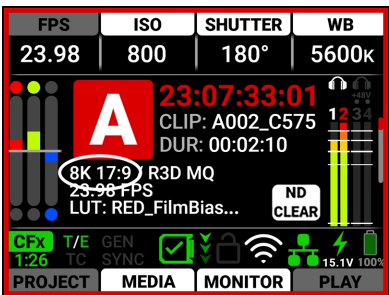 FPS ISO SHUTTER WB
23.98 800 180° 5600K
A
23:07:33:01
+48V
CLIP: A002_C575
1 2 3 4
DUR: 00:02:10
8K 17:9 R3D MQ
23.98 FPS
LUT: RED_FilmBias...
ND
CLEAR
CFx T/E GEN
1:26 TC SYNC
15.1V 100%
PROJECT MEDIA MONITOR PLAY